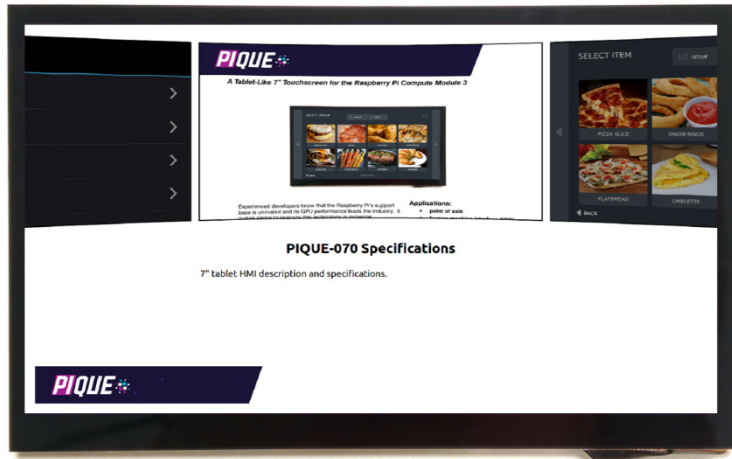 PIQUE
A Tablet-Like 7" Touchscreen for the Raspberry Pi Compute Module 3
Experienced developers know that the Raspberry Pi's support
base is unrivaled and its GPU performance leads the industry. It
Applications:
• point of sale
SELECT ITEM
SETUP
PIZZA SLICE
ONION RINGS
FLATBREAD
OMELETTE
BACK
PIQUE-070 Specifications
7" tablet HMI description and specifications.
PIQUE